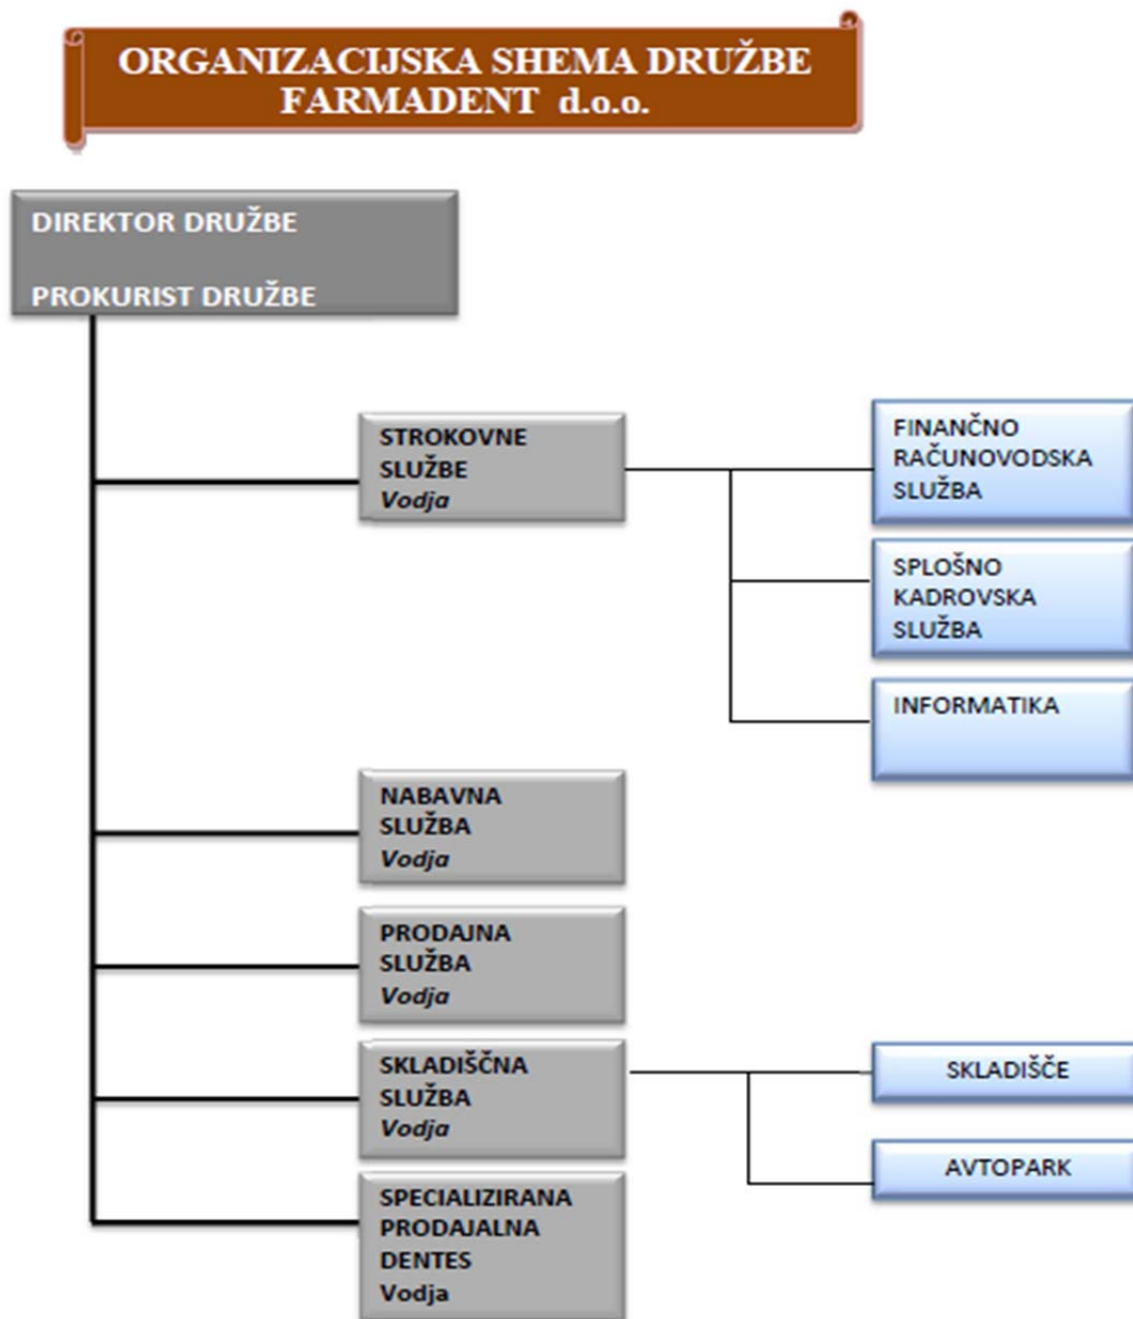 ORGANIZACIJSKA SHEMA DRUŽBE
FARMADENT d.o.o.
DIREKTOR DRUŽBE
PROKURIST DRUŽBE
STROKOVNE
SLUŽBE
Vodja
FINANČNO
RAČUNOVODSKA
SLUŽBA
SPLOŠNO
KADROVSKA
SLUŽBA
INFORMATIKA
NABAVNA
SLUŽBA
Vodja
PRODAJNA
SLUŽBA
Vodja
SKLADIŠČNA
SLUŽBA
Vodja
SKLADIŠČE
AVTOPARK
SPECIALIZIRANA
PRODAJALNA
DENTES
Vodja